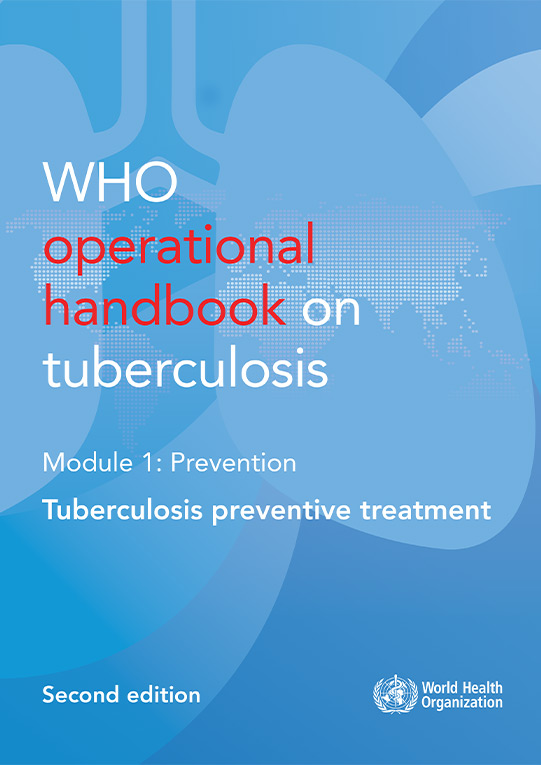 WHO
operational
handbook on
tuberculosis
Module 1: Prevention
Tuberculosis preventive treatment
Second edition
World Health
Organization